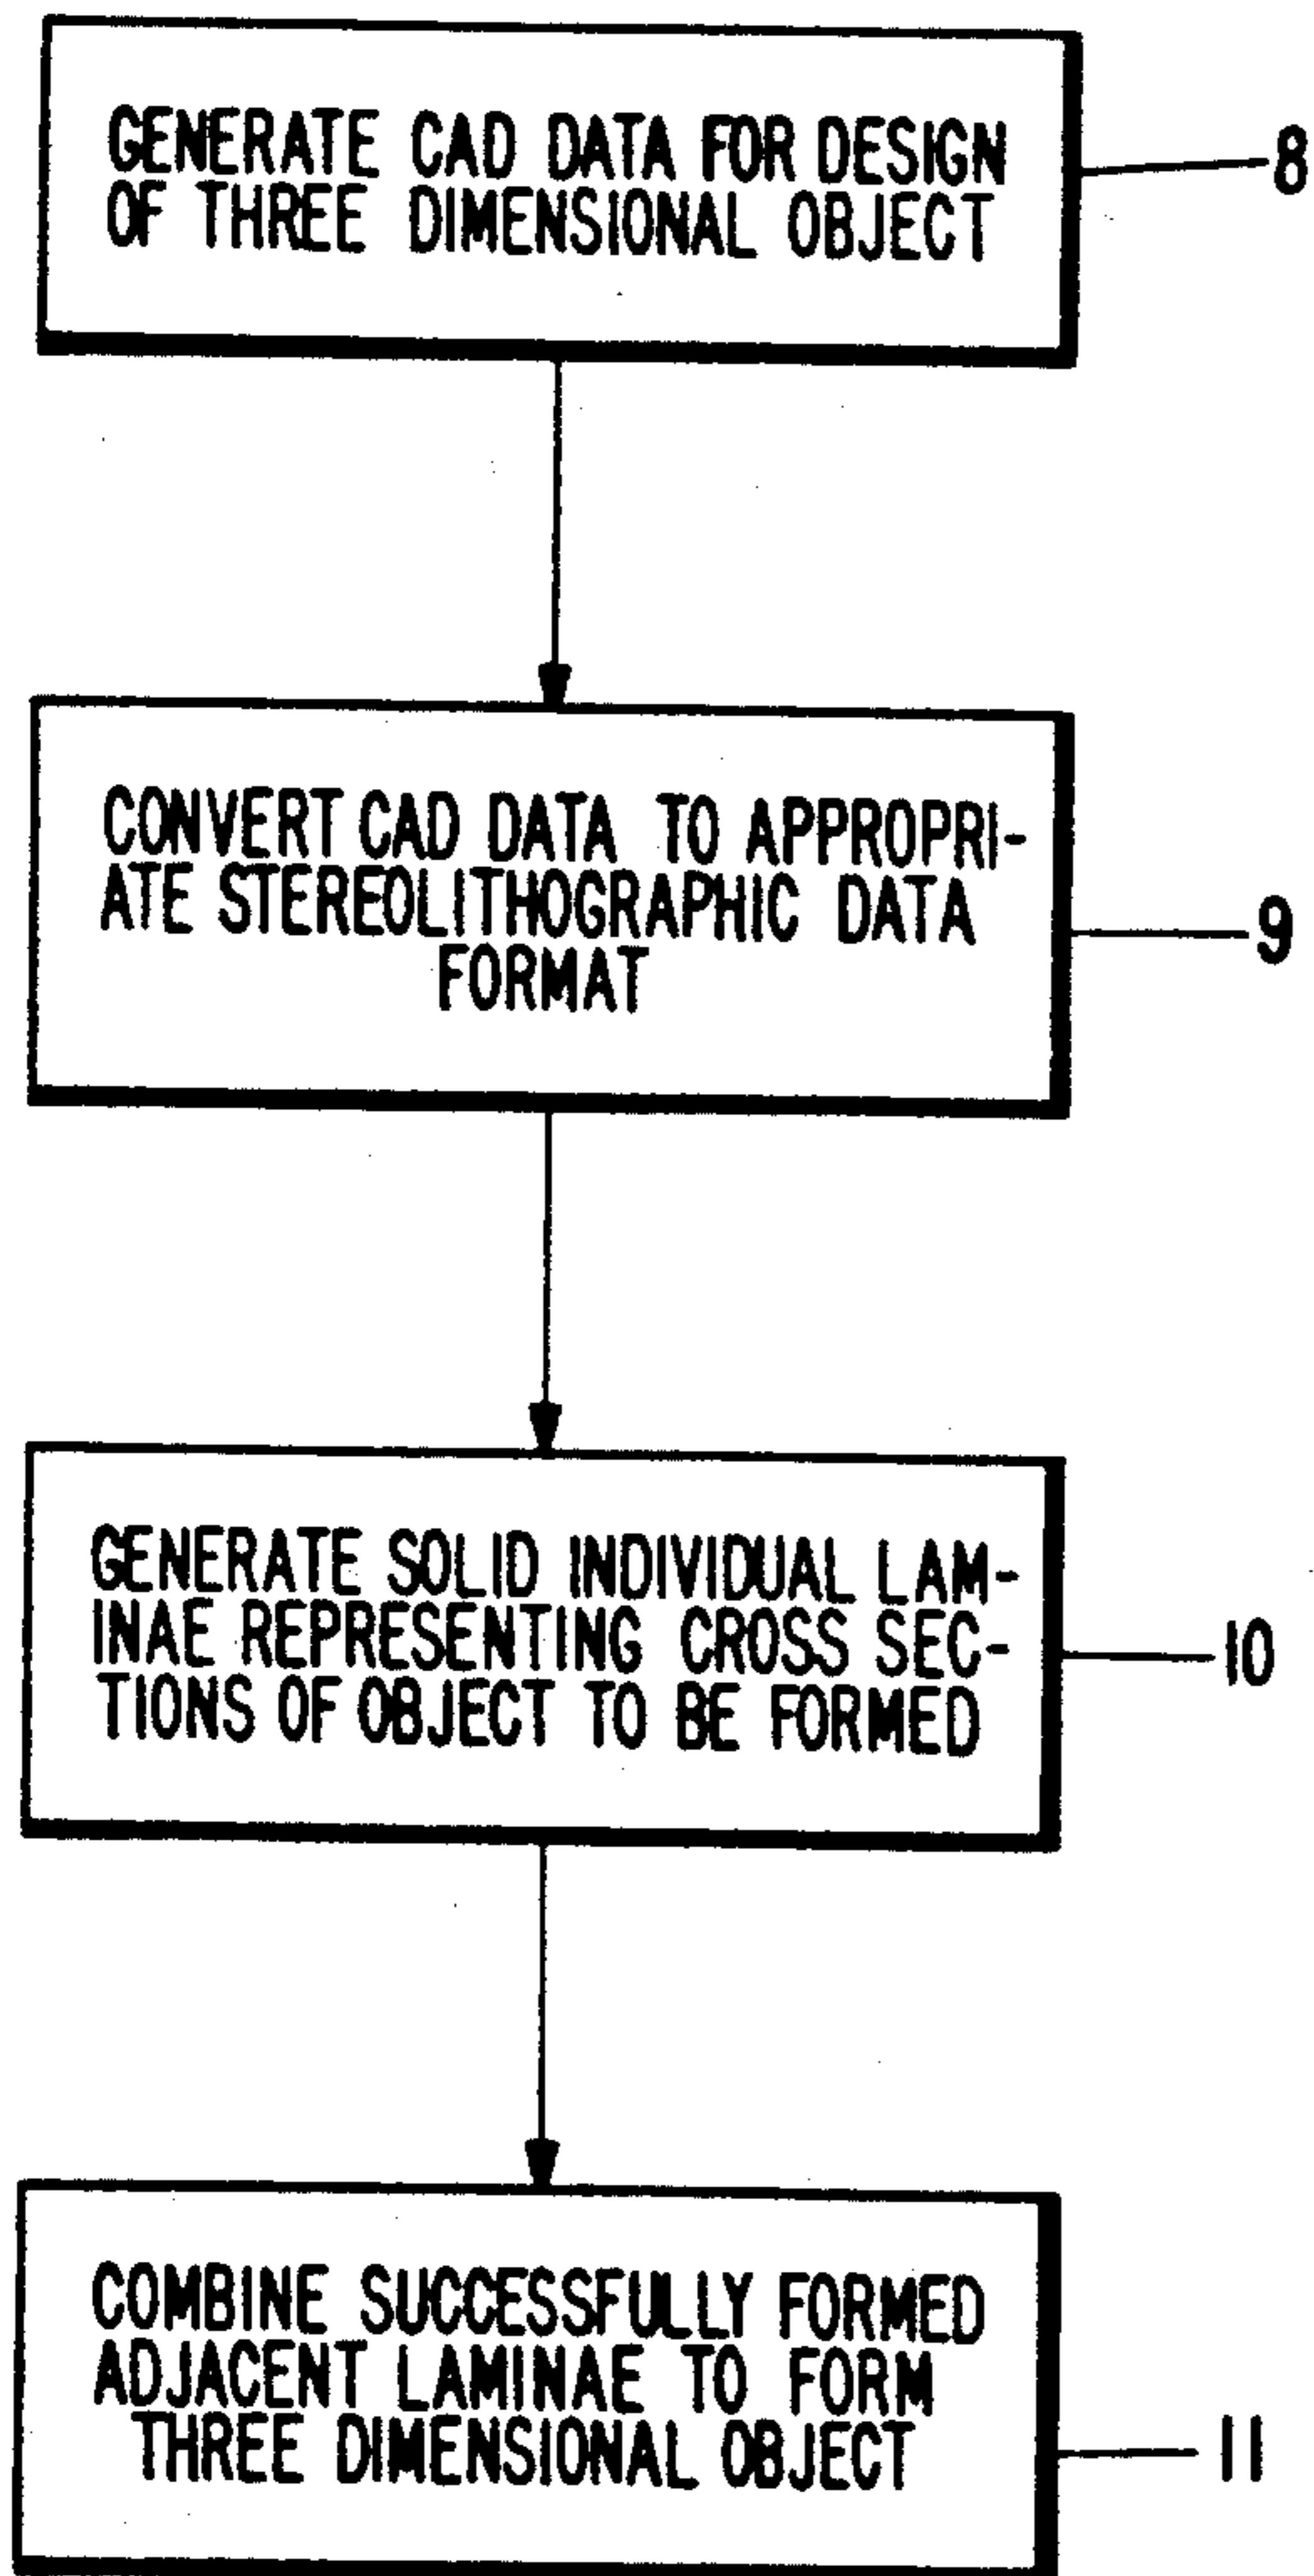 GENERATE CAD DATA FOR DESIGN
OF THREE DIMENSIONAL OBJECT
8
CONVERT CAD DATA TO APPROPRI-
ATE STEREOLITHOGRAPHIC DATA
FORMAT
9
GENERATE SOLID INDIVIDUAL LAM-
INAE REPRESENTING CROSS SEC-
TIONS OF OBJECT TO BE FORMED
10
COMBINE SUCCESSFULLY FORMED
ADJACENT LAMINAE TO FORM
THREE DIMENSIONAL OBJECT
11